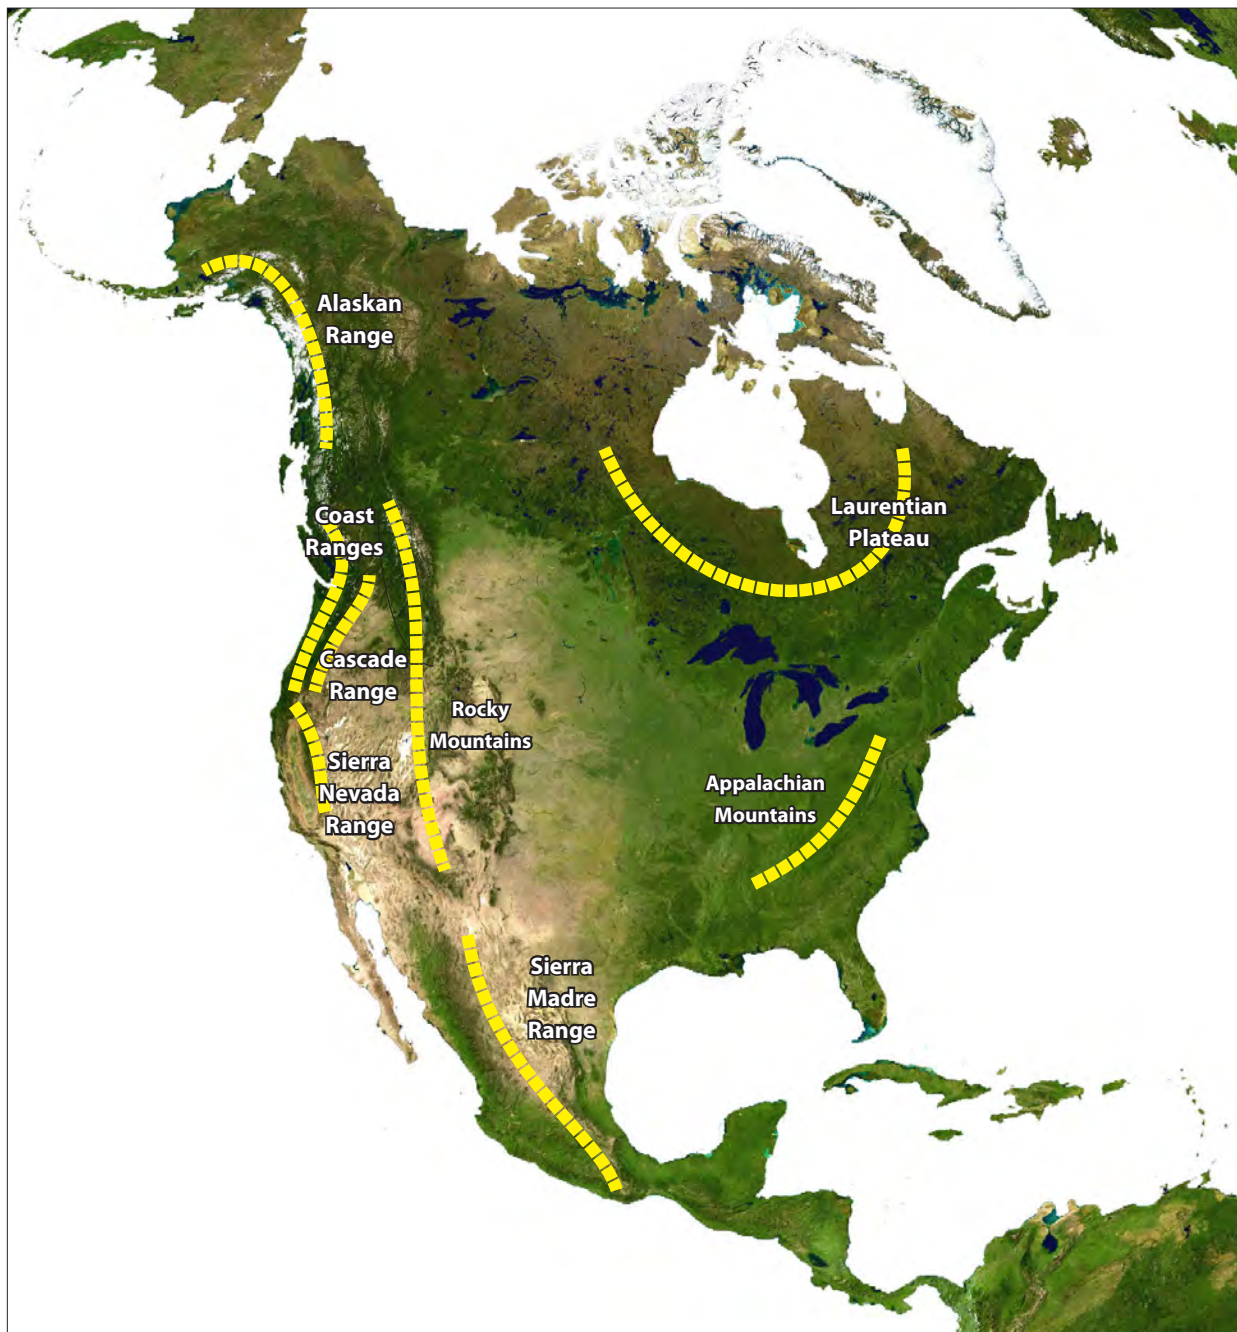 Alaskan
Range
Coast
Ranges
Laurentian
Plateau
Cascade
Range
Rocky
Mountains
Sierra
Nevada
Range
Appalachian
Mountains
Sierra
Madre
Range